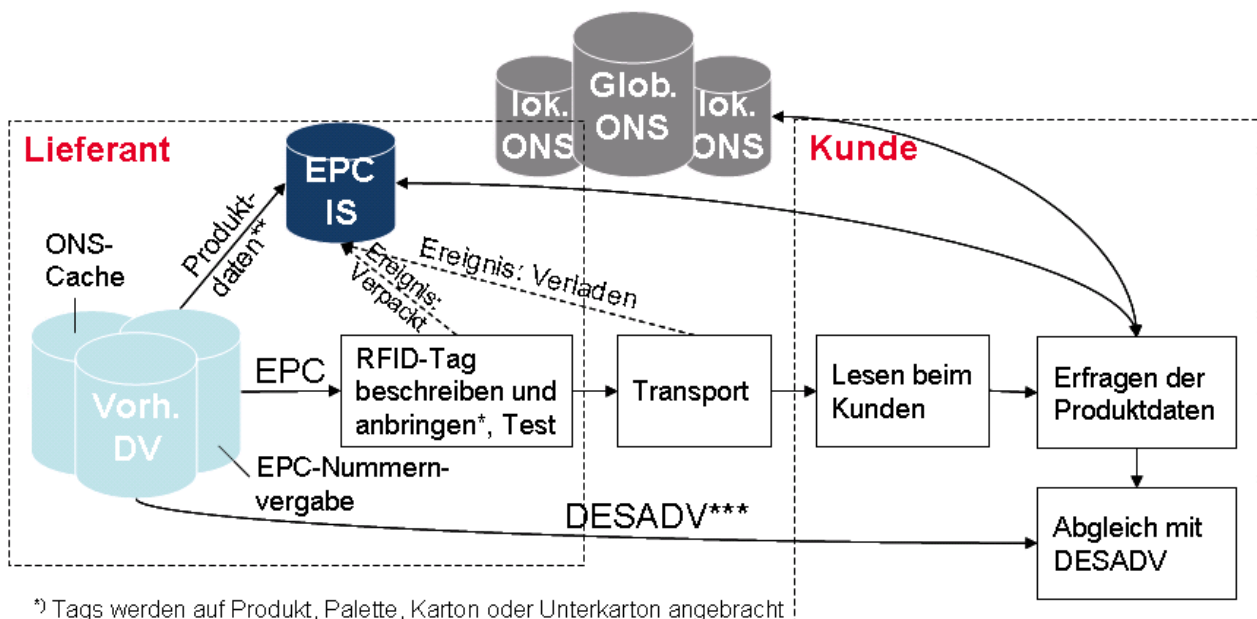 lok.
ONS
Glob.
ONS
lok.
ONS
Lieferant
Kunde
EPC
IS
Produkt-
daten**
ONS-
Cache
Ereignis:
Verpackt
Ereignis: Verladen
Vorh.
DV
EPC
RFID-Tag
beschreiben und
anbringen*, Test
Transport
Lesen beim
Kunden
Erfragen der
Produktdaten
EPC-Nummern-
vergabe
DESADV***
Abgleich mit
DESADV
*) Tags werden auf Produkt, Palette, Karton oder Unterkarton angebracht